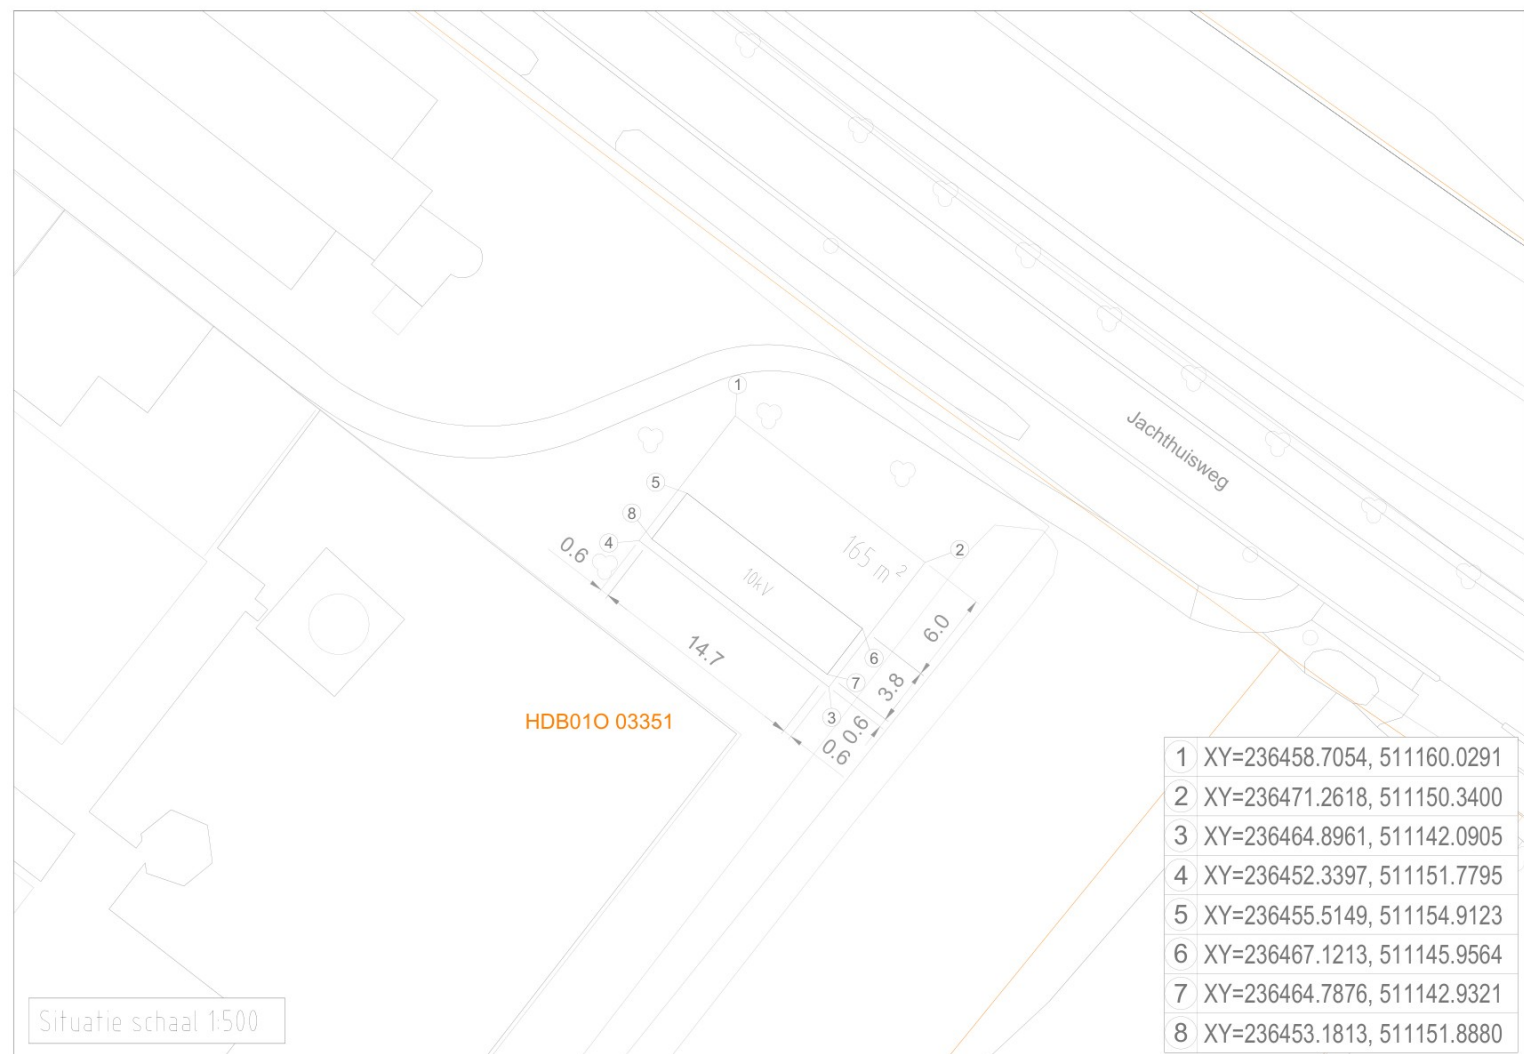 1
Jachthuisweg
5
8
4
2
0.6
165 m²
10kV
14.7
6.0
6
7
3.8
3
0.6
0.6
HDB01O 03351
1 XY=236458.7054, 511160.0291
2 XY=236471.2618, 511150.3400
3 XY=236464.8961, 511142.0905
4 XY=236452.3397, 511151.7795
5 XY=236455.5149, 511154.9123
6 XY=236467.1213, 511145.9564
7 XY=236464.7876, 511142.9321
8 XY=236453.1813, 511151.8880
Situatie schaal 1:500